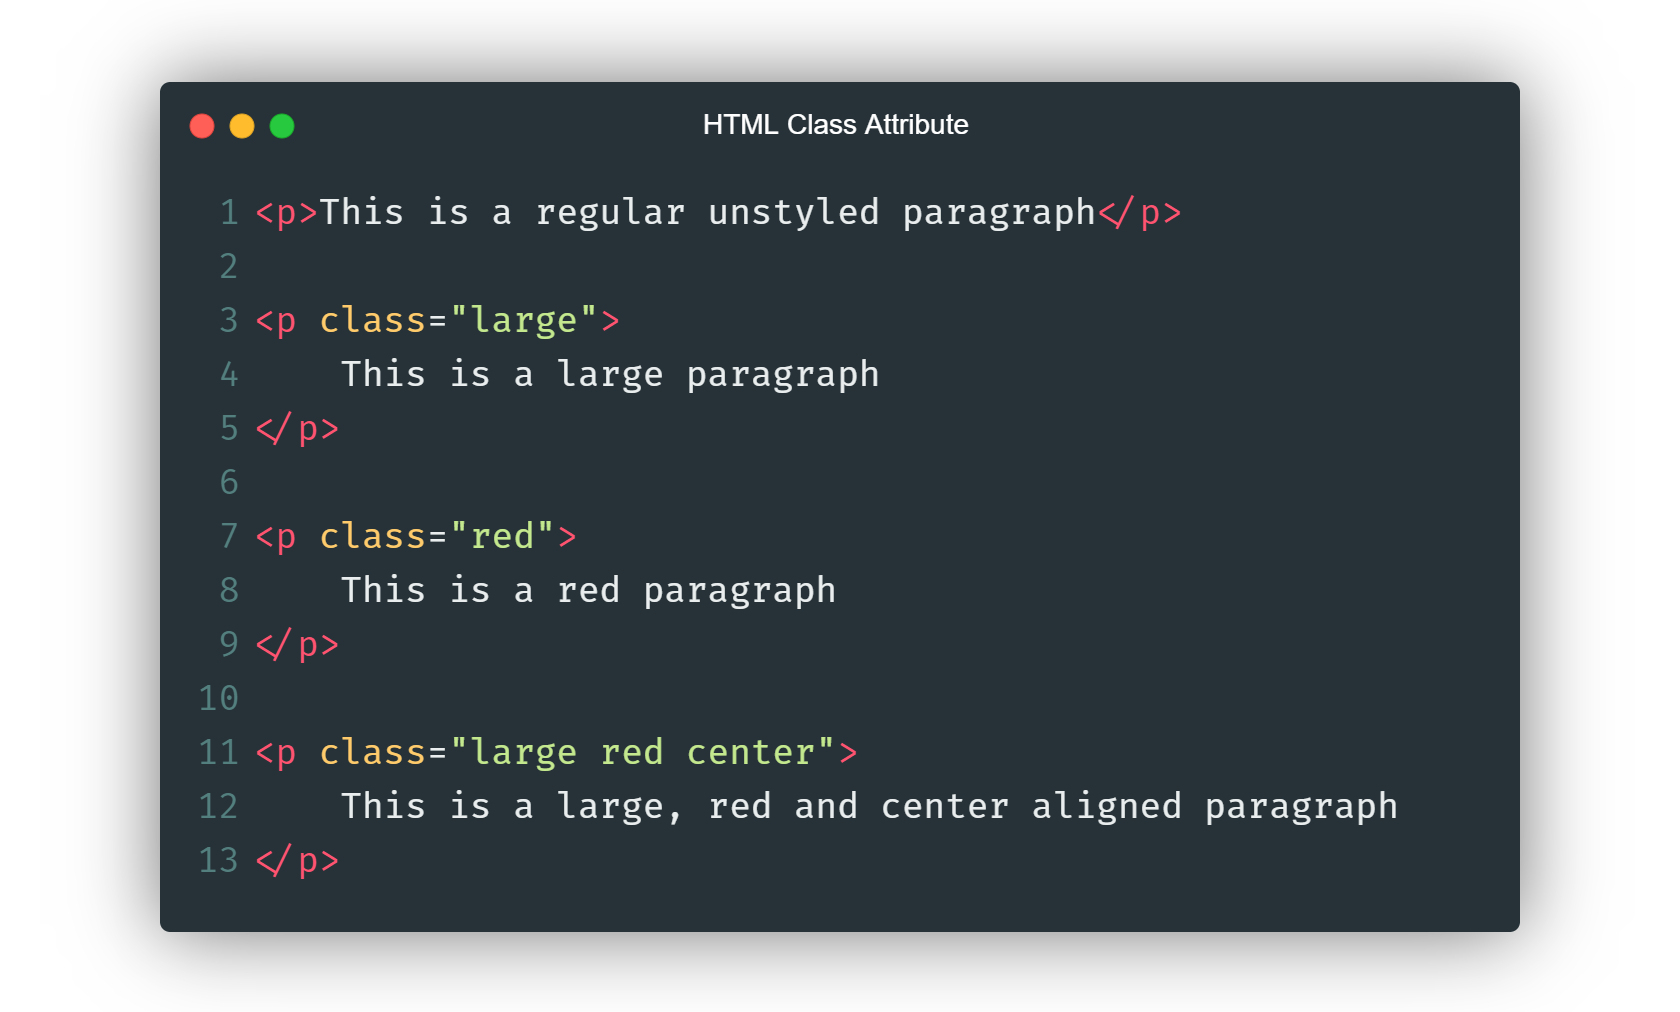 HTML Class Attribute
1 <p>This is a regular unstyled paragraph</p>
2
3 <p class="large">
4     This is a large paragraph
5 </p>
6
7 <p class="red">
8     This is a red paragraph
9 </p>
10
11 <p class="large red center">
12     This is a large, red and center aligned paragraph
13 </p>